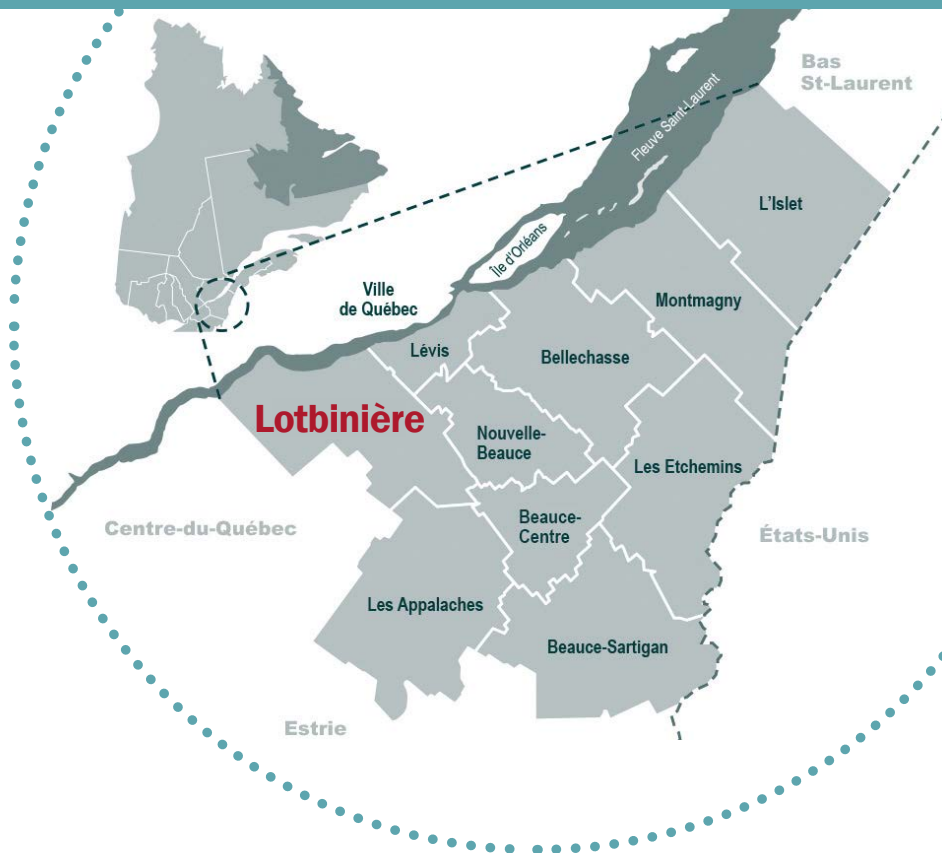 Bas
St-Laurent
Fleuve Saint-Laurent
L'Islet
Île d'Orléans
Ville
de Québec
Montmagny
Lévis
Bellechasse
Lotbinière
Nouvelle-
Beauce
Les Etchemins
Beauce-
Centre
Centre-du-Québec
États-Unis
Les Appalaches
Beauce-Sartigan
Estrie